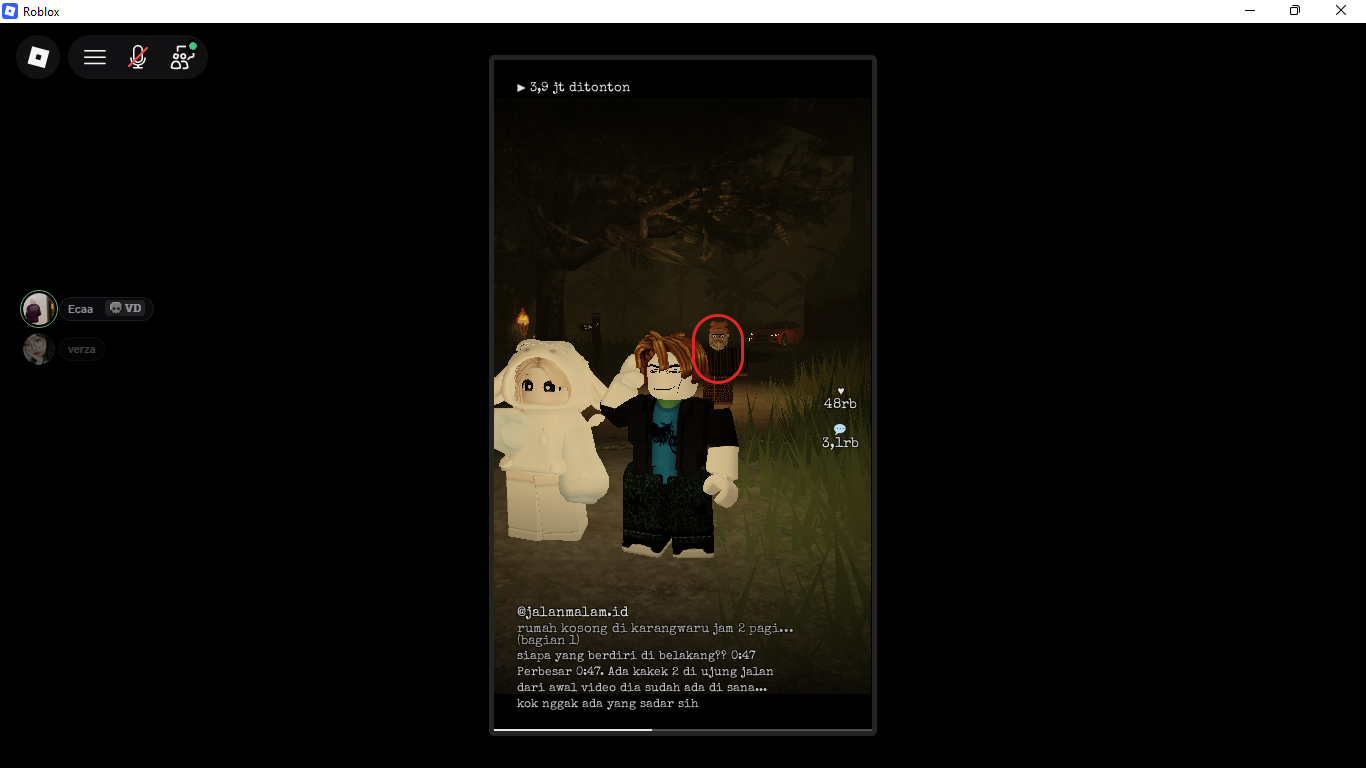 Roblox
▶ 3,9 jt ditonton
Ecaa VD
verza
♥
48rb
💬
3,1rb
@jalanmalam.id
rumah kosong di karangwaru jam 2 pagi...
(bagian 1)
siapa yang berdiri di belakang?? 0:47
Perbesar 0:47. Ada kakek 2 di ujung jalan
dari awal video dia sudah ada di sana...
kok nggak ada yang sadar sih